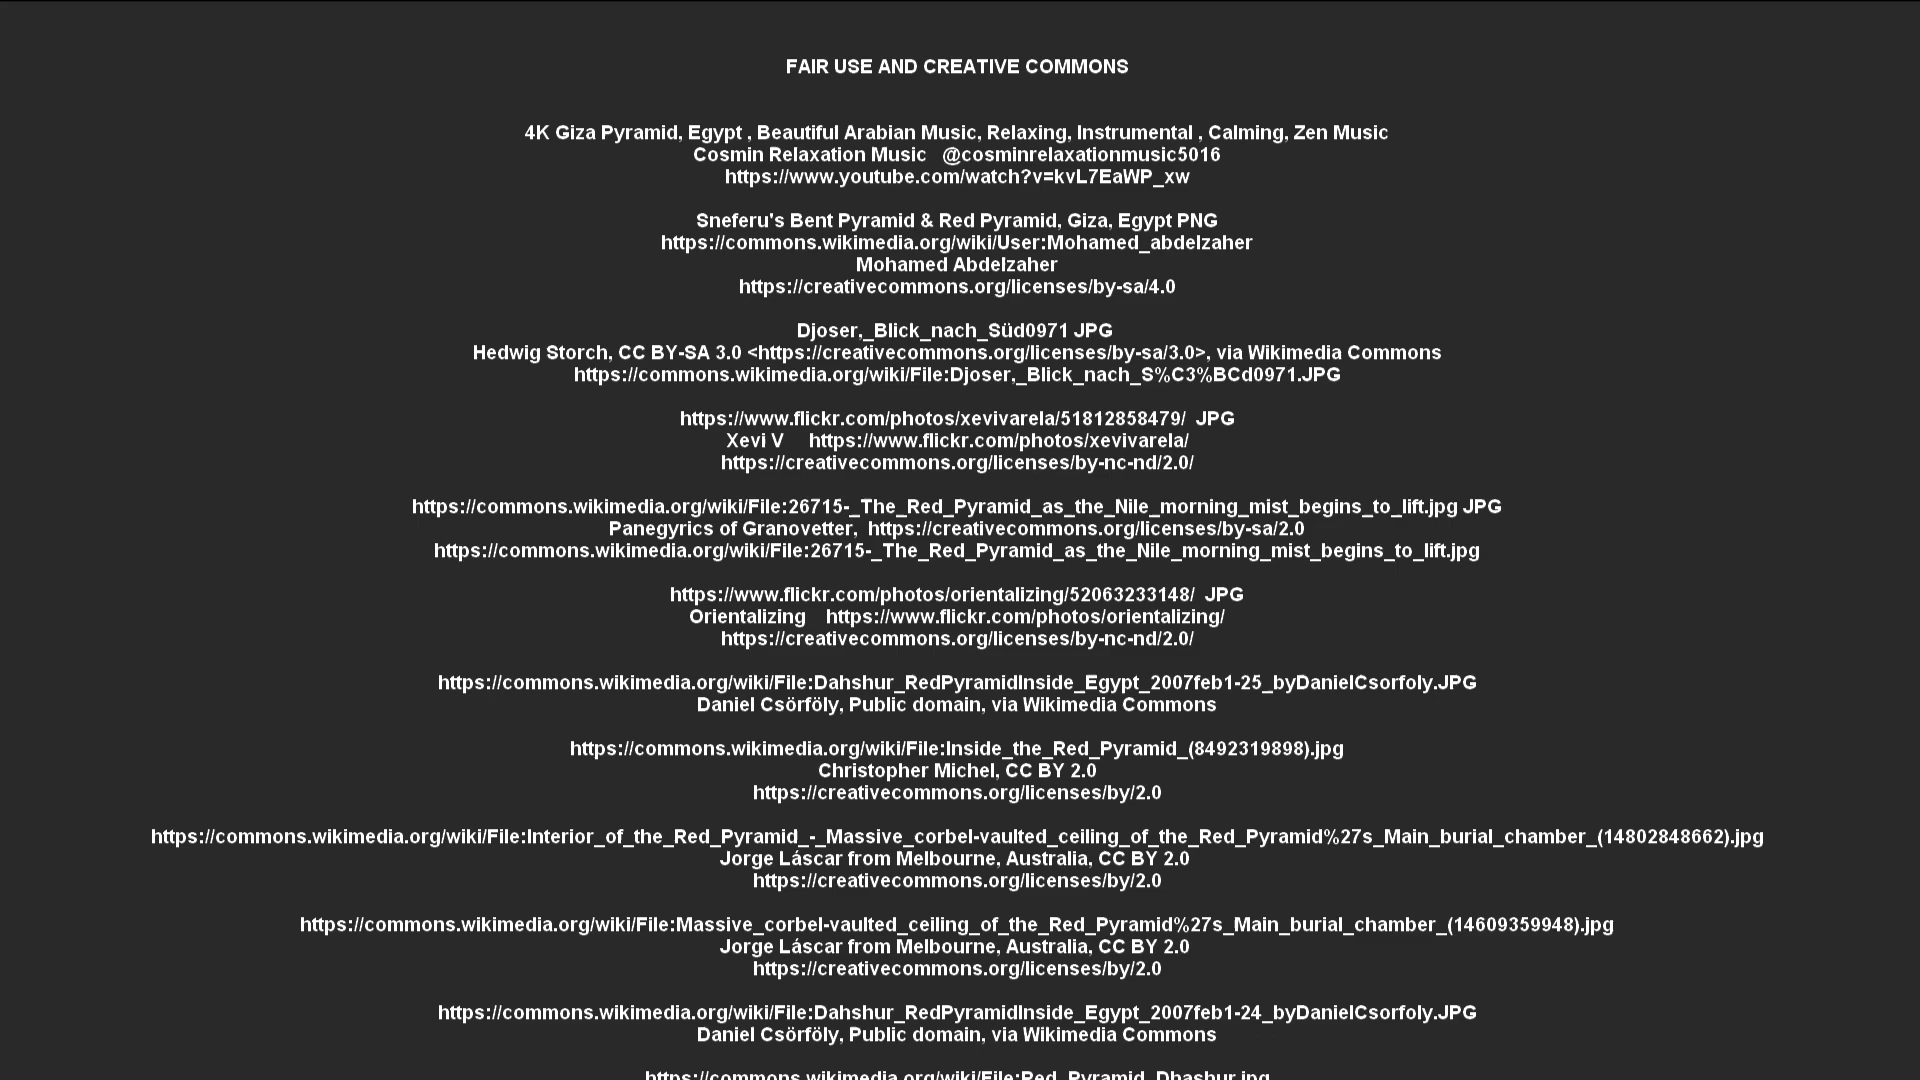 FAIR USE AND CREATIVE COMMONS
4K Giza Pyramid, Egypt , Beautiful Arabian Music, Relaxing, Instrumental , Calming, Zen Music
Cosmin Relaxation Music @cosminrelaxationmusic5016
https://www.youtube.com/watch?v=kvL7EaWP_xw
Sneferu's Bent Pyramid & Red Pyramid, Giza, Egypt PNG
https://commons.wikimedia.org/wiki/User:Mohamed_abdelzaher
Mohamed Abdelzaher
https://creativecommons.org/licenses/by-sa/4.0
Djoser,_Blick_nach_Süd0971 JPG
Hedwig Storch, CC BY-SA 3.0 <https://creativecommons.org/licenses/by-sa/3.0>, via Wikimedia Commons
https://commons.wikimedia.org/wiki/File:Djoser,_Blick_nach_S%C3%BCd0971.JPG
https://www.flickr.com/photos/xevivarela/51812858479/ JPG
Xevi V https://www.flickr.com/photos/xevivarela/
https://creativecommons.org/licenses/by-nc-nd/2.0/
https://commons.wikimedia.org/wiki/File:26715-_The_Red_Pyramid_as_the_Nile_morning_mist_begins_to_lift.jpg JPG
Panegyrics of Granovetter, https://creativecommons.org/licenses/by-sa/2.0
https://commons.wikimedia.org/wiki/File:26715-_The_Red_Pyramid_as_the_Nile_morning_mist_begins_to_lift.jpg
https://www.flickr.com/photos/orientalizing/52063233148/ JPG
Orientalizing https://www.flickr.com/photos/orientalizing/
https://creativecommons.org/licenses/by-nc-nd/2.0/
https://commons.wikimedia.org/wiki/File:Dahshur_RedPyramidInside_Egypt_2007feb1-25_byDanielCsorfoly.JPG
Daniel Csörföly, Public domain, via Wikimedia Commons
https://commons.wikimedia.org/wiki/File:Inside_the_Red_Pyramid_(8492319898).jpg
Christopher Michel, CC BY 2.0
https://creativecommons.org/licenses/by/2.0
https://commons.wikimedia.org/wiki/File:Interior_of_the_Red_Pyramid_-_Massive_corbel-vaulted_ceiling_of_the_Red_Pyramid%27s_Main_burial_chamber_(14802848662).jpg
Jorge Láscar from Melbourne, Australia, CC BY 2.0
https://creativecommons.org/licenses/by/2.0
https://commons.wikimedia.org/wiki/File:Massive_corbel-vaulted_ceiling_of_the_Red_Pyramid%27s_Main_burial_chamber_(14609359948).jpg
Jorge Láscar from Melbourne, Australia, CC BY 2.0
https://creativecommons.org/licenses/by/2.0
https://commons.wikimedia.org/wiki/File:Dahshur_RedPyramidInside_Egypt_2007feb1-24_byDanielCsorfoly.JPG
Daniel Csörföly, Public domain, via Wikimedia Commons
https://commons.wikimedia.org/wiki/File:Red_Pyramid_Dhashur.jpg